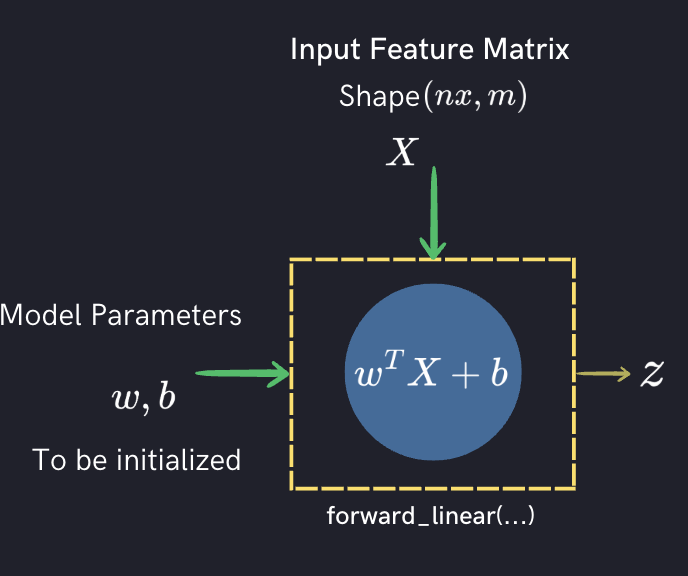 Input Feature Matrix
Shape(nx, m)
X
Model Parameters
w, b
To be initialized
w^T X + b
z
forward_linear(...)